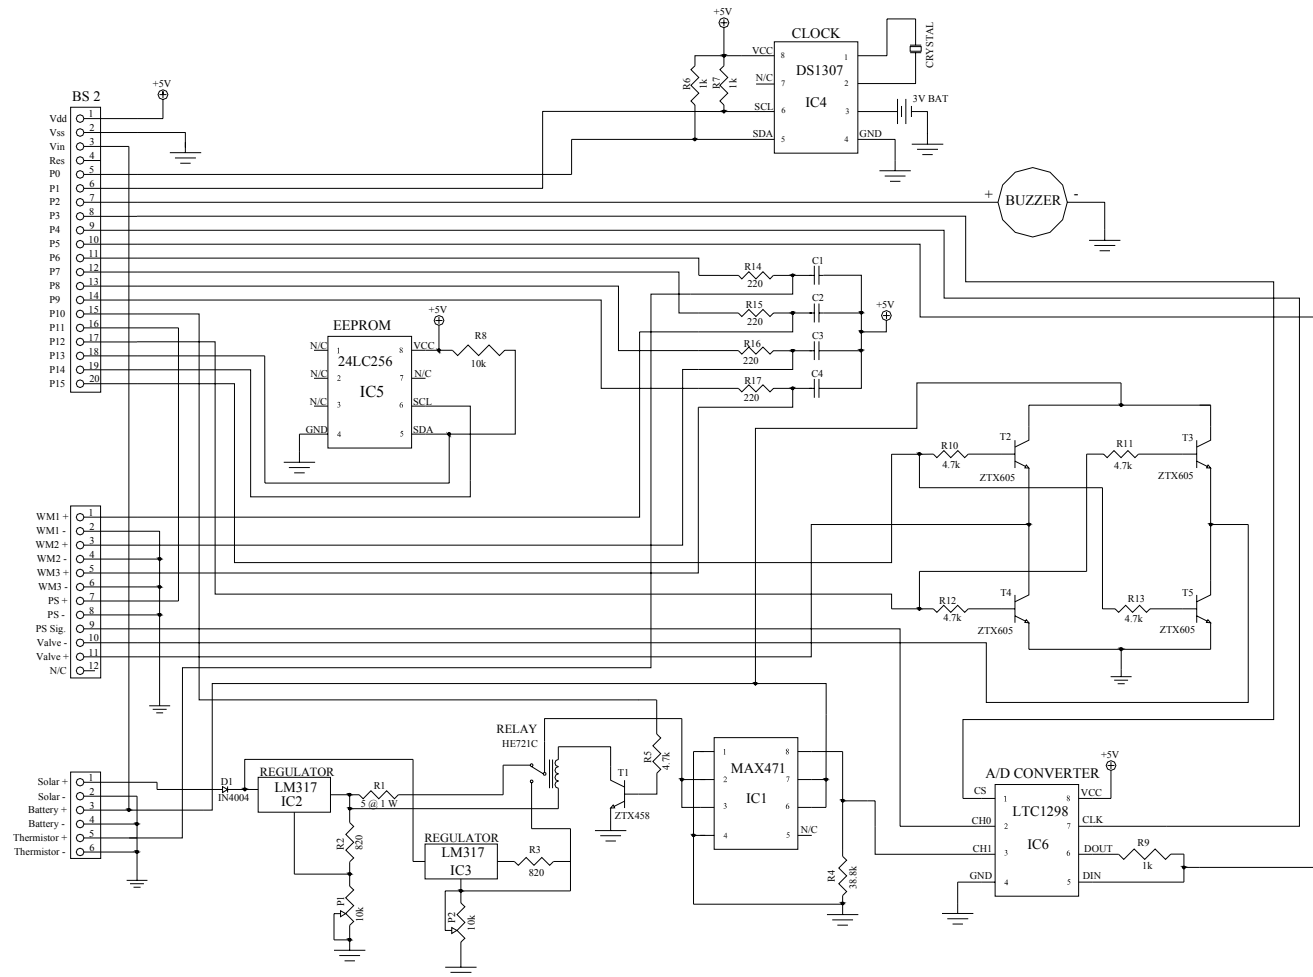 BS 2
+5V
Vdd 1
Vss 2
Vin 3
Res 4
P0 5
P1 6
P2 7
P3 8
P4 9
P5 10
P6 11
P7 12
P8 13
P9 14
P10 15
P11 16
P12 17
P13 18
P14 19
P15 20
+5V
CLOCK
DS1307
IC4
VCC 8
N/C 7
SCL 6
SDA 5
1
2
3
4 GND
R6
1k
R7
1k
CRYSTAL
3V BAT
+ BUZZER -
R14
220
C1
R15
220
C2
R16
220
C3
R17
220
C4
+5V
EEPROM
24LC256
IC5
+5V
N/C 1
N/C 2
N/C 3
GND 4
8 VCC
7 N/C
6 SCL
5 SDA
R8
10k
R10
4.7k
T2
ZTX605
R11
4.7k
T3
ZTX605
R12
4.7k
T4
ZTX605
R13
4.7k
T5
ZTX605
WM1 + 1
WM1 - 2
WM2 + 3
WM2 - 4
WM3 + 5
WM3 - 6
PS + 7
PS - 8
PS Sig. 9
Valve - 10
Valve + 11
N/C 12
Solar + 1
Solar - 2
Battery + 3
Battery - 4
Thermistor + 5
Thermistor - 6
D1
IN4004
REGULATOR
LM317
IC2
R1
5 @ 1 W
R2
820
P1
10k
REGULATOR
LM317
IC3
R3
820
P2
10k
RELAY
HE721C
T1
ZTX458
R5
4.7k
MAX471
IC1
1
2
3
4
8
7
6
5 N/C
R4
38.8k
A/D CONVERTER
LTC1298
IC6
+5V
CS 1
CH0 2
CH1 3
GND 4
8 VCC
7 CLK
6 DOUT
5 DIN
R9
1k